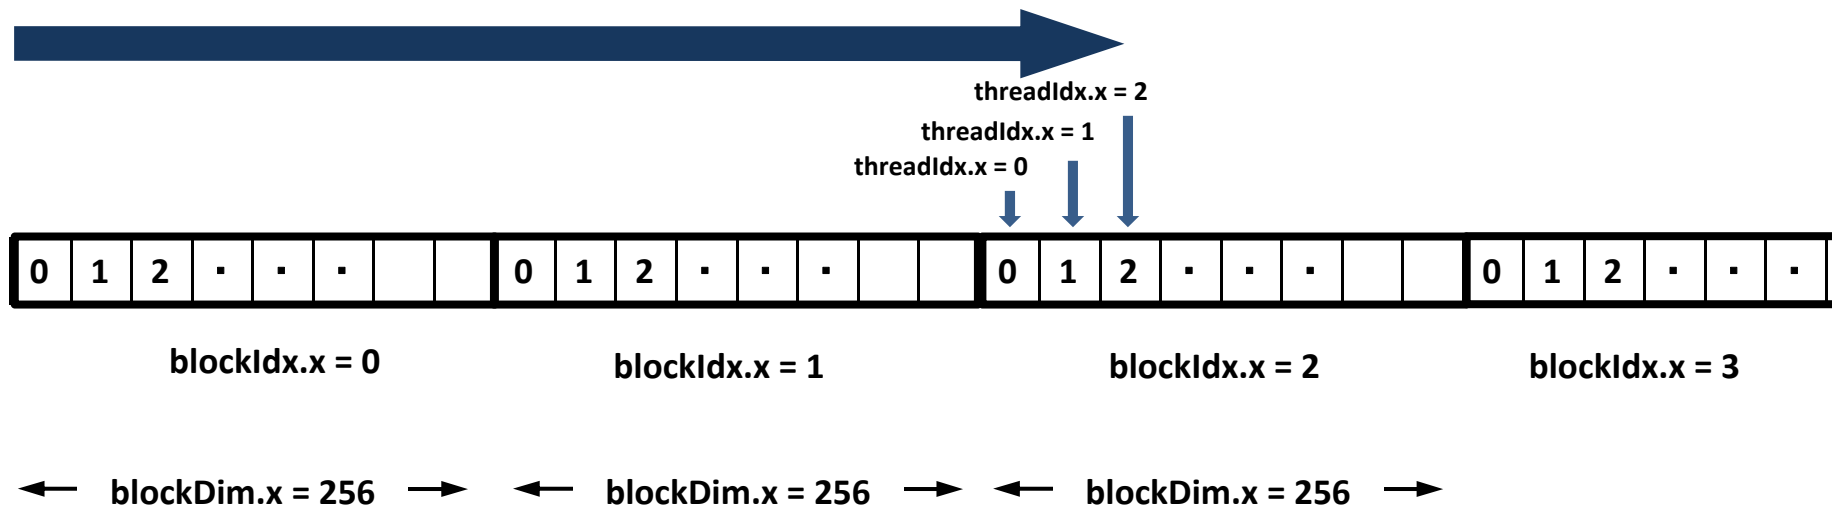 threadIdx.x = 2
threadIdx.x = 1
threadIdx.x = 0
0 1 2 · · · 0 1 2 · · · 0 1 2 · · · 0 1 2 · · ·
blockIdx.x = 0 blockIdx.x = 1 blockIdx.x = 2 blockIdx.x = 3
blockDim.x = 256 blockDim.x = 256 blockDim.x = 256